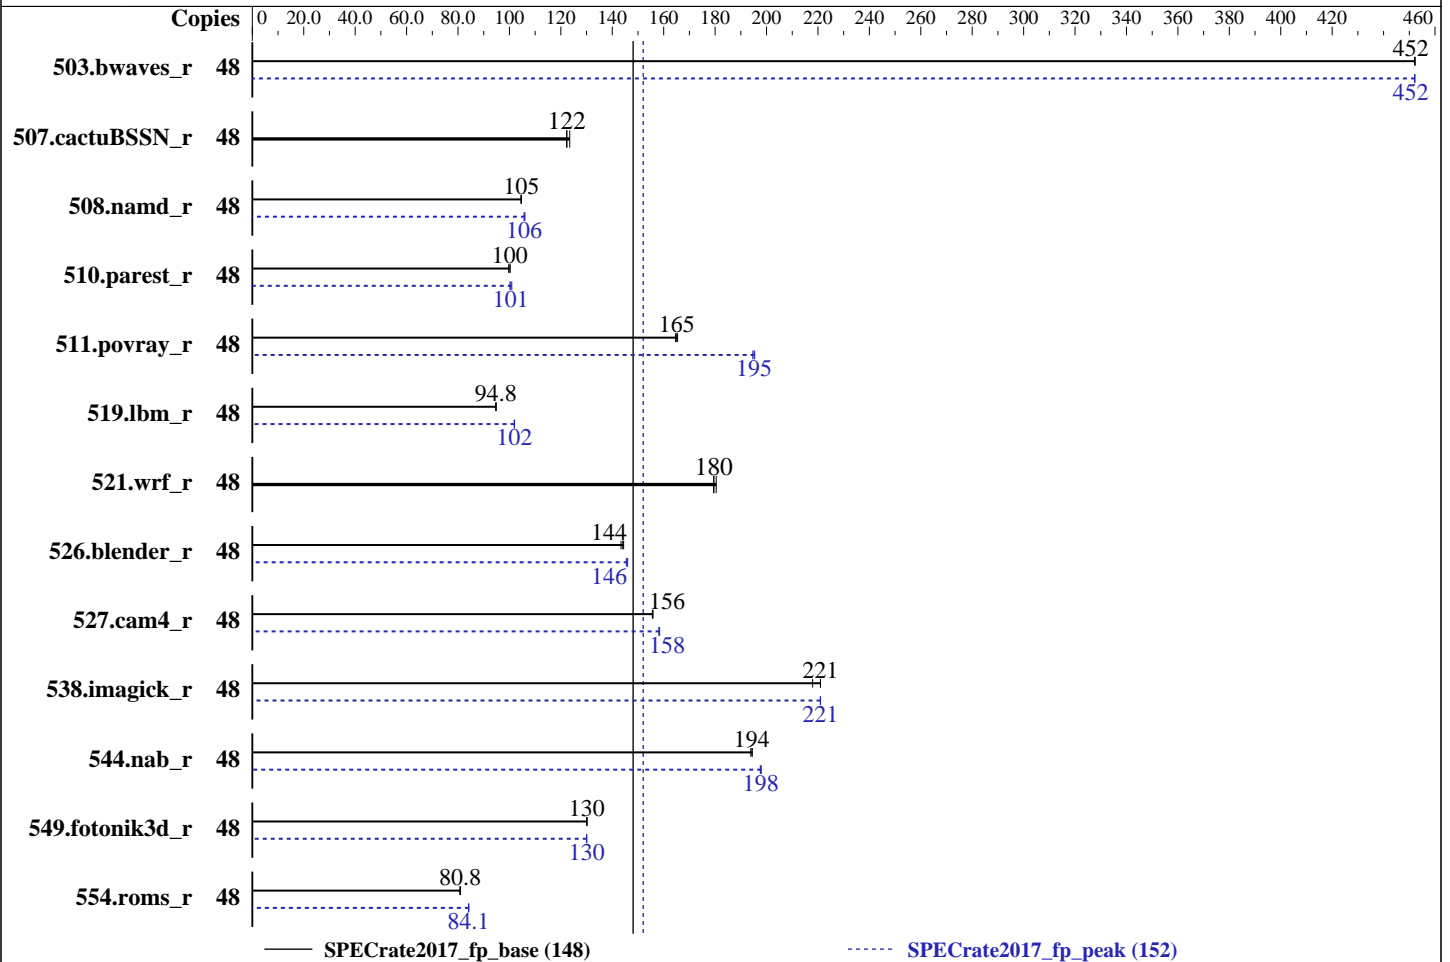 Copies 0 20.0 40.0 60.0 80.0 100 120 140 160 180 200 220 240 260 280 300 320 340 360 380 400 420 460
452
503.bwaves_r 48
452
122
507.cactuBSSN_r 48
105
508.namd_r 48
106
100
510.parest_r 48
101
165
511.povray_r 48
195
94.8
519.lbm_r 48
102
180
521.wrf_r 48
144
526.blender_r 48
146
156
527.cam4_r 48
158
221
538.imagick_r 48
221
194
544.nab_r 48
198
130
549.fotonik3d_r 48
130
80.8
554.roms_r 48
84.1
SPECrate2017_fp_base (148) SPECrate2017_fp_peak (152)